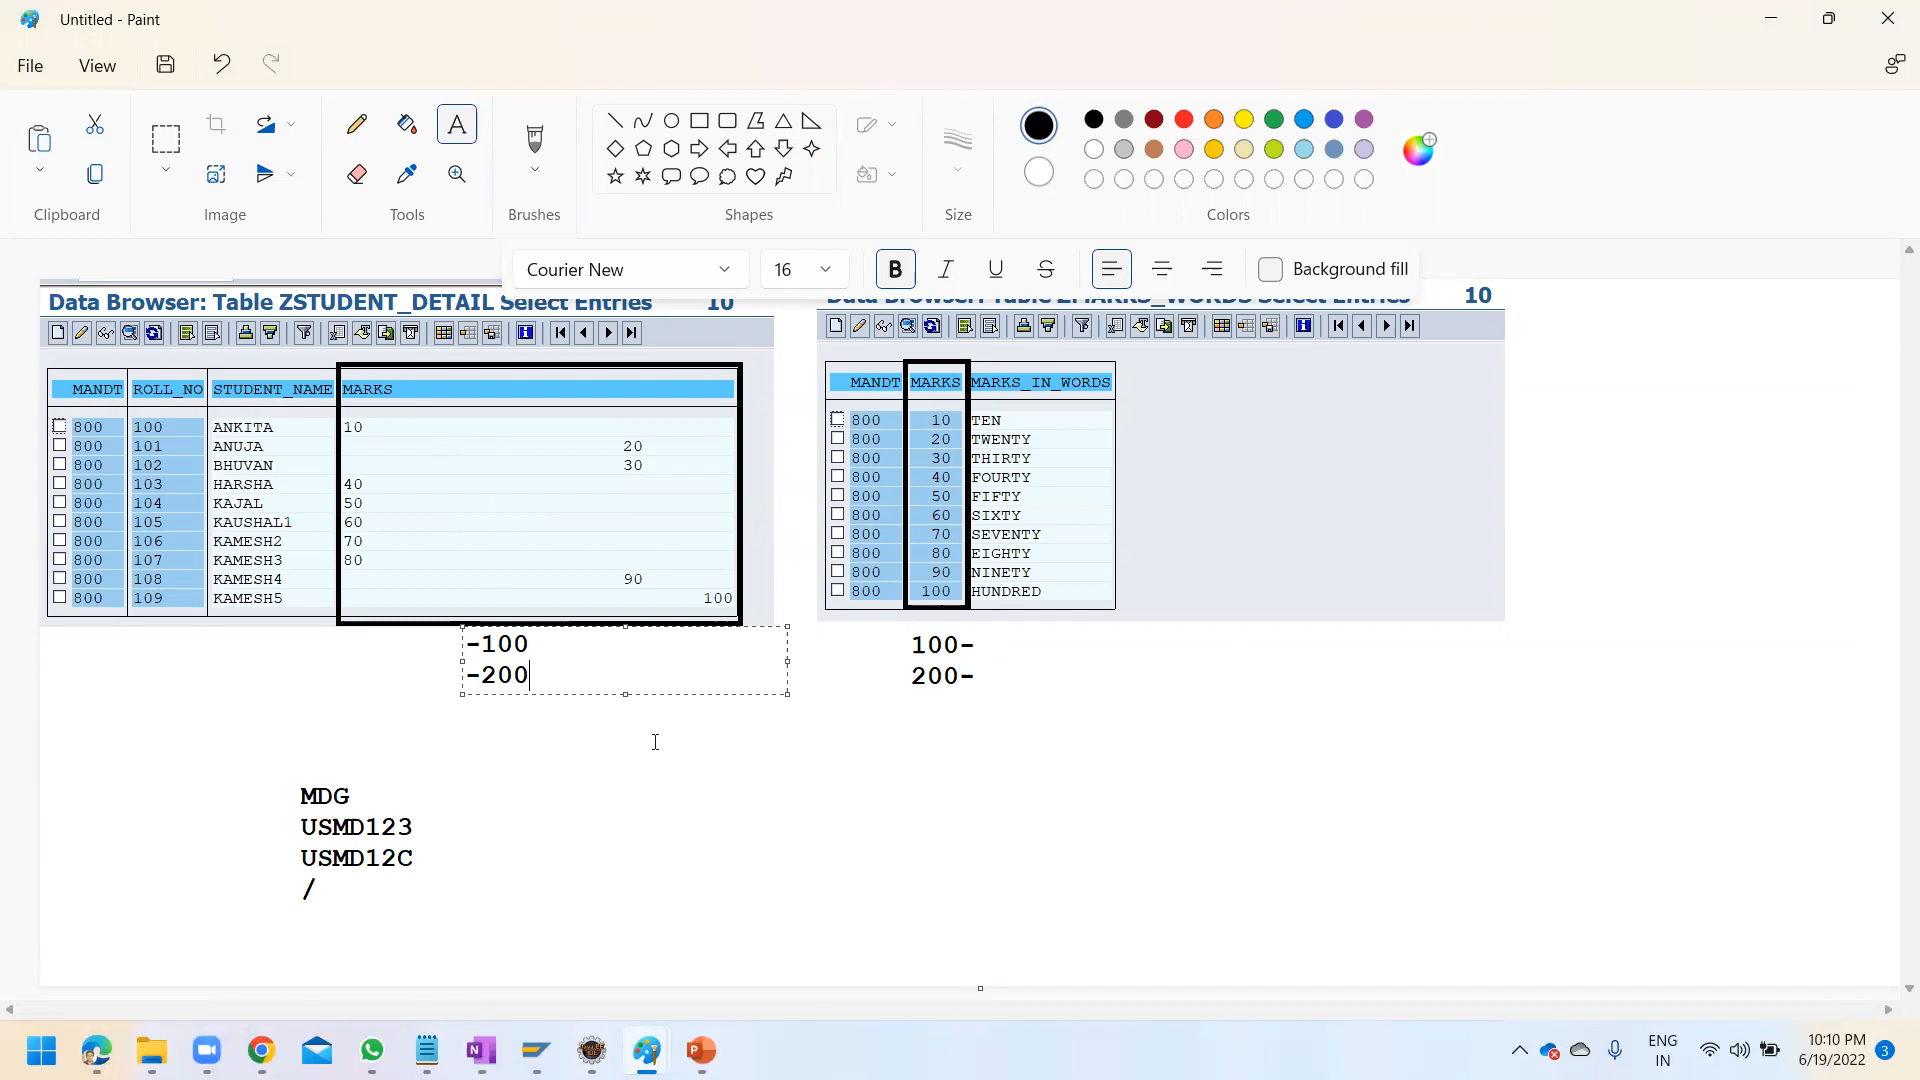 Untitled - Paint
File
View
Clipboard
Image
Tools
Brushes
Shapes
Size
Colors
Courier New
16
B
I
U
S
Background fill
Data Browser: Table ZSTUDENT_DETAIL Select Entries 10
MANDT ROLL_NO STUDENT_NAME MARKS
800 100 ANKITA 10
800 101 ANUJA 20
800 102 BHUVAN 30
800 103 HARSHA 40
800 104 KAJAL 50
800 105 KAUSHAL1 60
800 106 KAMESH2 70
800 107 KAMESH3 80
800 108 KAMESH4 90
800 109 KAMESH5 100
Data Browser: Table ZMARKS_WORDS Select Entries 10
MANDT MARKS MARKS_IN_WORDS
800 10 TEN
800 20 TWENTY
800 30 THIRTY
800 40 FOURTY
800 50 FIFTY
800 60 SIXTY
800 70 SEVENTY
800 80 EIGHTY
800 90 NINETY
800 100 HUNDRED
-100
-200
100-
200-
MDG
USMD123
USMD12C
/
ENG
IN
10:10 PM
6/19/2022
3